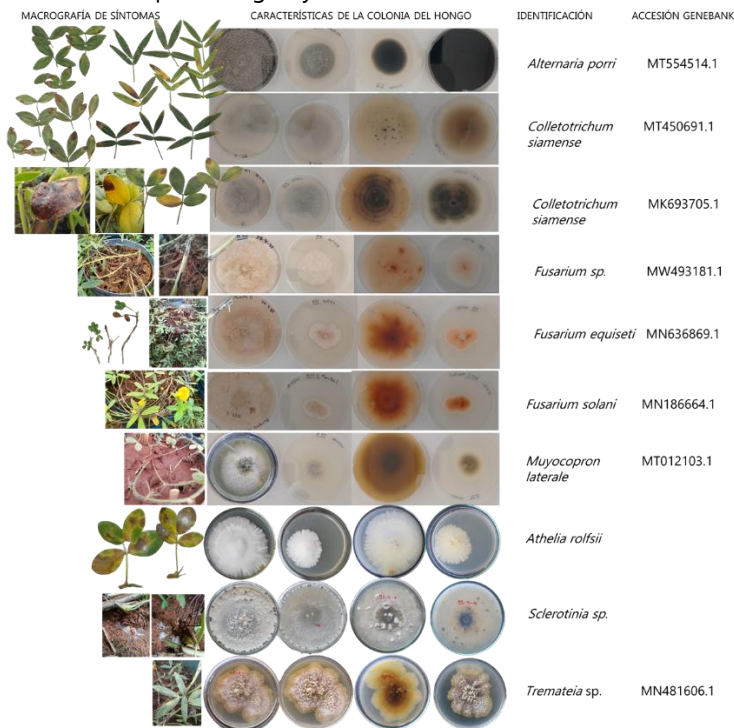 MACROGRAFÍA DE SÍNTOMAS CARACTERÍSTICAS DE LA COLONIA DEL HONGO IDENTIFICACIÓN ACCESIÓN GENEBANK
Alternaria porri MT554514.1
Colletotrichum MT450691.1
siamense
Colletotrichum MK693705.1
siamense
Fusarium sp. MW493181.1
Fusarium equiseti MN636869.1
Fusarium solani MN186664.1
Muyocopron MT012103.1
laterale
Athelia rolfsii
Sclerotinia sp.
Tremateia sp. MN481606.1